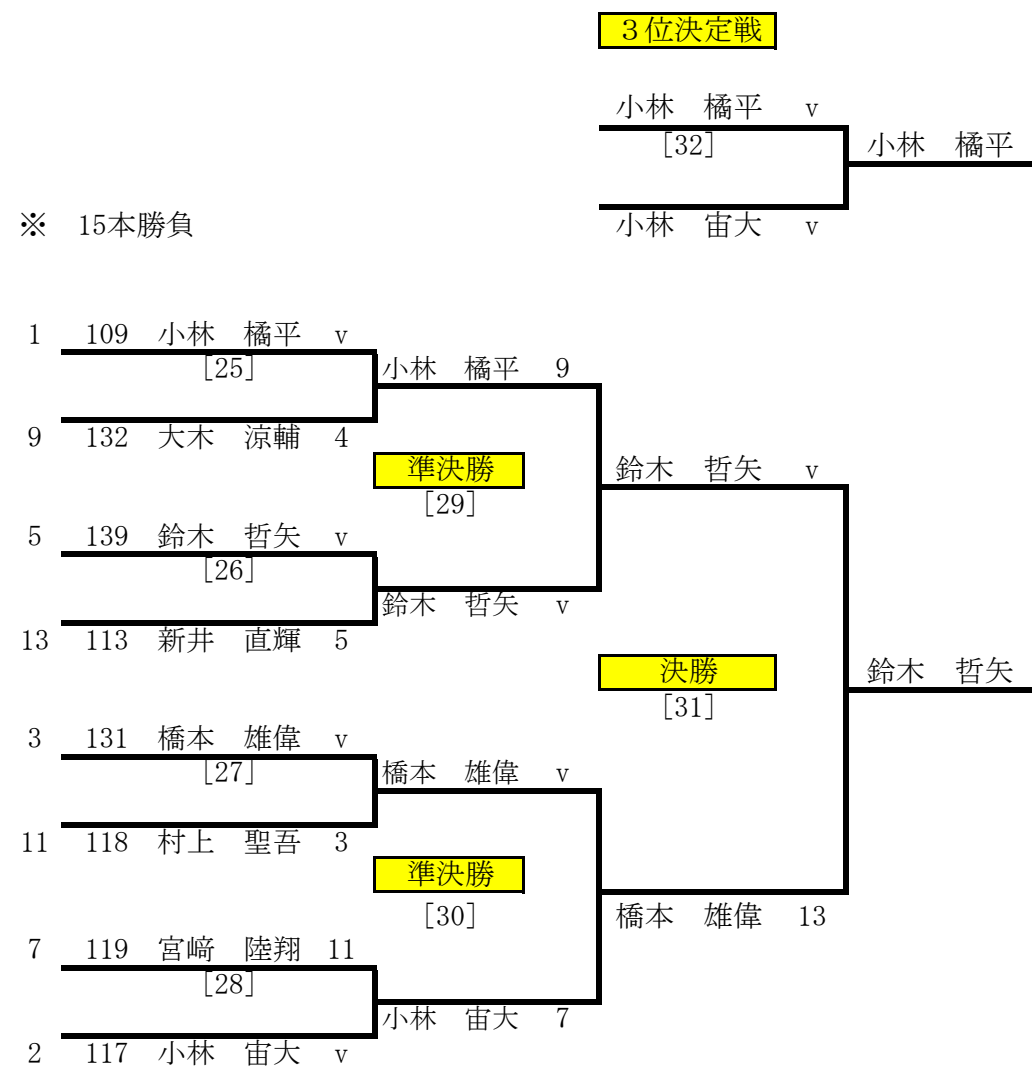 ３位決定戦
小林　橘平　v
[32]
小林　橘平
小林　宙大　v
※　15本勝負
1　109　小林　橘平　v
[25]
小林　橘平　9
9　132　大木　涼輔　4
準決勝
[29]
鈴木　哲矢　v
5　139　鈴木　哲矢　v
[26]
鈴木　哲矢　v
13　113　新井　直輝　5
決勝
[31]
鈴木　哲矢
3　131　橋本　雄偉　v
[27]
橋本　雄偉　v
11　118　村上　聖吾　3
準決勝
[30]
橋本　雄偉　13
7　119　宮﨑　陸翔　11
[28]
小林　宙大　7
2　117　小林　宙大　v